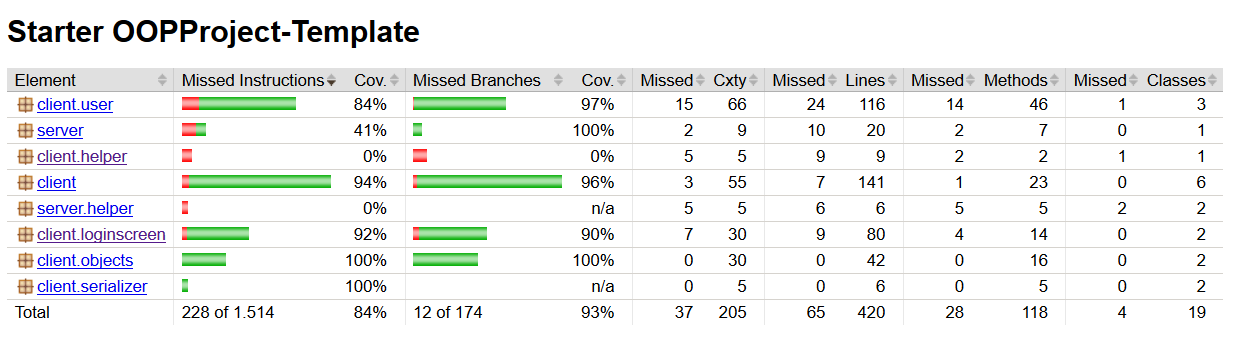 Starter OOPProject-Template
Element Missed Instructions Cov. Missed Branches Cov. Missed Cxty Missed Lines Missed Methods Missed Classes
client.user 84% 97% 15 66 24 116 14 46 1 3
server 41% 100% 2 9 10 20 2 7 0 1
client.helper 0% 0% 5 5 9 9 2 2 1 1
client 94% 96% 3 55 7 141 1 23 0 6
server.helper 0% n/a 5 5 6 6 5 5 2 2
client.loginscreen 92% 90% 7 30 9 80 4 14 0 2
client.objects 100% 100% 0 30 0 42 0 16 0 2
client.serializer 100% n/a 0 5 0 6 0 5 0 2
Total 228 of 1.514 84% 12 of 174 93% 37 205 65 420 28 118 4 19